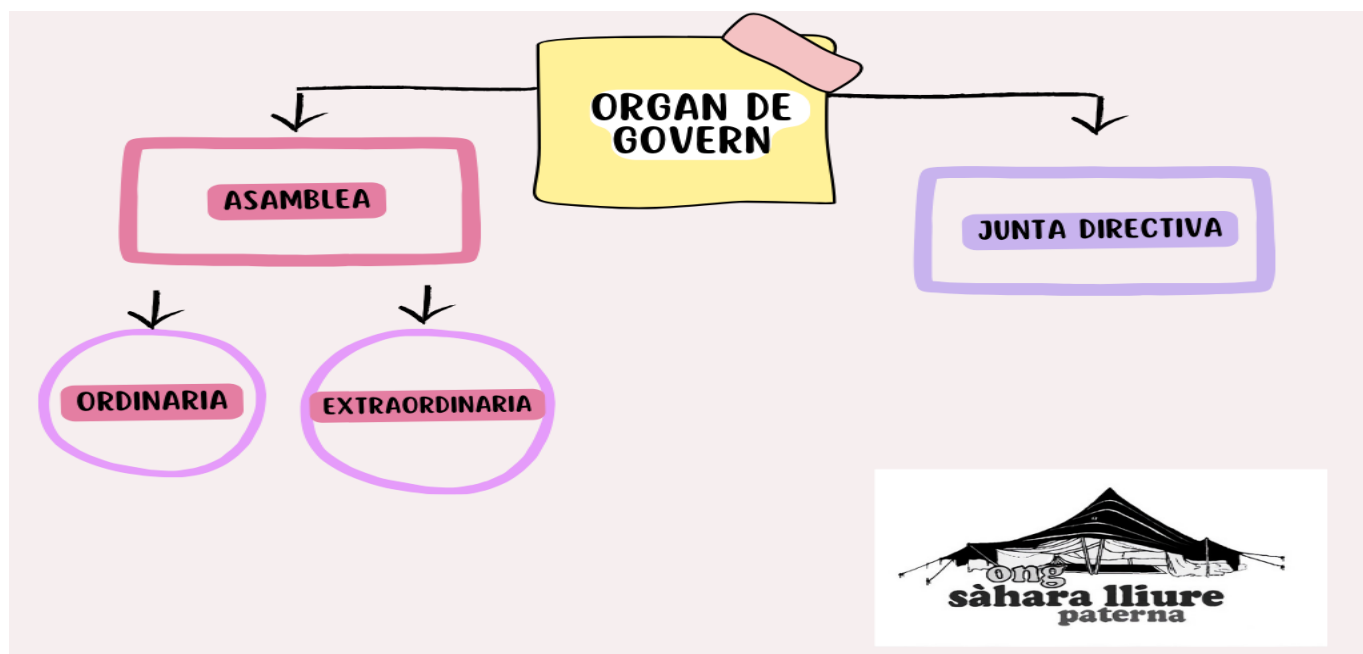 ORGAN DE
GOVERN
ASAMBLEA
JUNTA DIRECTIVA
ORDINARIA
EXTRAORDINARIA
ong
sàhara lliure
paterna